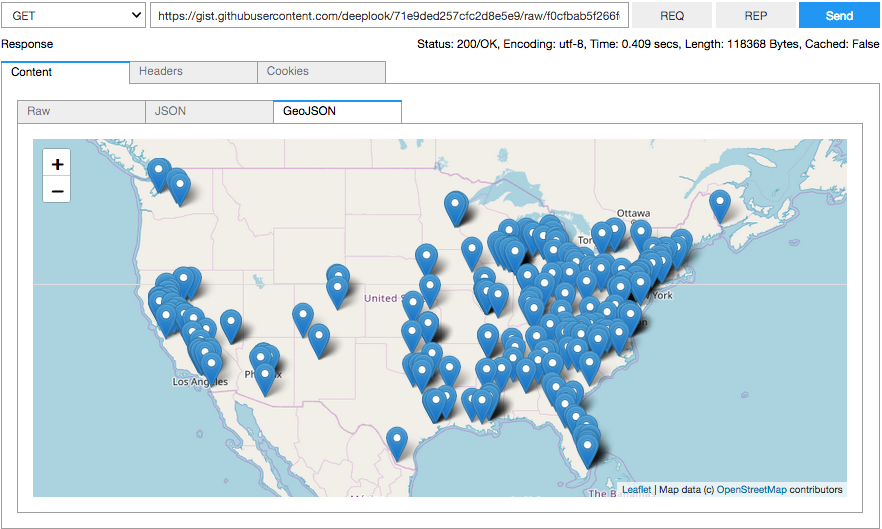 GET
https://gist.githubusercontent.com/deeplook/71e9ded257cfc2d8e5e9/raw/f0cfbab5f266f
REQ
REP
Send
Response
Status: 200/OK, Encoding: utf-8, Time: 0.409 secs, Length: 118368 Bytes, Cached: False
Content
Headers
Cookies
Raw
JSON
GeoJSON
+
−
Ottawa
Tor
York
United S
Los Angeles
Ph
The Ba
Leaflet | Map data (c) OpenStreetMap contributors